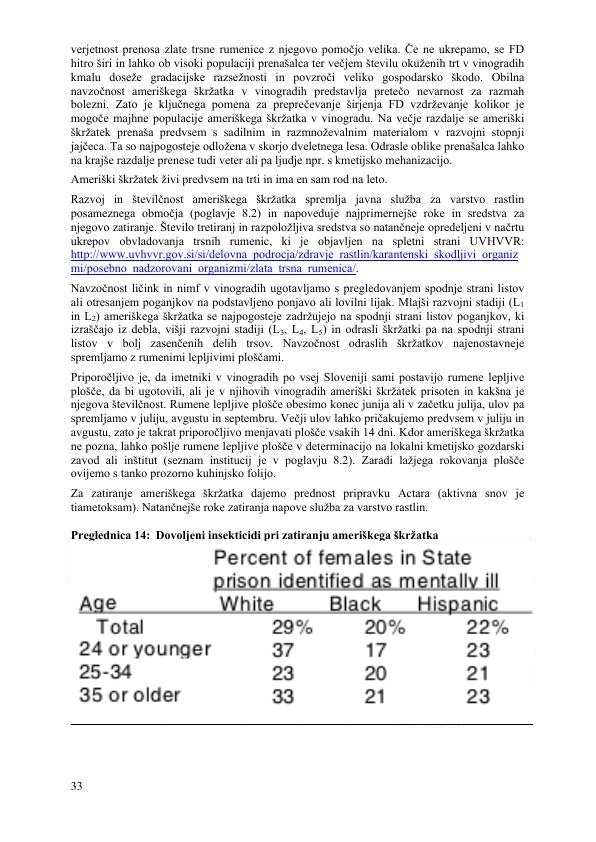 verjetnost prenosa zlate trsne rumenice z njegovo pomočjo velika. Če ne ukrepamo, se FD
hitro širi in lahko ob visoki populaciji prenašalca ter večjem številu okuženih trt v vinogradih
kmalu doseže gradacijske razsežnosti in povzroči veliko gospodarsko škodo. Obilna
navzočnost ameriškega škržatka v vinogradih predstavlja pretečo nevarnost za razmah
bolezni. Zato je ključnega pomena za preprečevanje širjenja FD vzdrževanje kolikor je
mogoče majhne populacije ameriškega škržatka v vinogradu. Na večje razdalje se ameriški
škržatek prenaša predvsem s sadilnim in razmnoževalnim materialom v razvojni stopnji
jajčeca. Ta so najpogosteje odložena v skorjo dveletnega lesa. Odrasle oblike prenašalca lahko
na krajše razdalje prenese tudi veter ali pa ljudje npr. s kmetijsko mehanizacijo.
Ameriški škržatek živi predvsem na trti in ima en sam rod na leto.
Razvoj in številčnost ameriškega škržatka spremlja javna služba za varstvo rastlin
posameznega območja (poglavje 8.2) in napoveduje najprimernejše roke in sredstva za
njegovo zatiranje. Število tretiranj in razpoložljiva sredstva so natančneje opredeljeni v načrtu
ukrepov obvladovanja trsnih rumenic, ki je objavljen na spletni strani UVHVVR:
http://www.uvhvvr.gov.si/si/delovna_podrocja/zdravje_rastlin/karantenski_skodljivi_organiz
mi/posebno_nadzorovani_organizmi/zlata_trsna_rumenica/.
Navzočnost ličink in nimf v vinogradih ugotavljamo s pregledovanjem spodnje strani listov
ali otresanjem poganjkov na podstavljeno ponjavo ali lovilni lijak. Mlajši razvojni stadiji (L₁
in L₂) ameriškega škržatka se najpogosteje zadržujejo na spodnji strani listov poganjkov, ki
izraščajo iz debla, višji razvojni stadiji (L₃, L₄, L₅) in odrasli škržatki pa na spodnji strani
listov v bolj zasenčenih delih trsov. Navzočnost odraslih škržatkov najenostavneje
spremljamo z rumenimi lepljivimi ploščami.
Priporočljivo je, da imetniki v vinogradih po vsej Sloveniji sami postavijo rumene lepljive
plošče, da bi ugotovili, ali je v njihovih vinogradih ameriški škržatek prisoten in kakšna je
njegova številčnost. Rumene lepljive plošče obesimo konec junija ali v začetku julija, ulov pa
spremljamo v juliju, avgustu in septembru. Večji ulov lahko pričakujemo predvsem v juliju in
avgustu, zato je takrat priporočljivo menjavati plošče vsakih 14 dni. Kdor ameriškega škržatka
ne pozna, lahko pošlje rumene lepljive plošče v determinacijo na lokalni kmetijsko gozdarski
zavod ali inštitut (seznam institucij je v poglavju 8.2). Zaradi lažjega rokovanja plošče
ovijemo s tanko prozorno kuhinjsko folijo.
Za zatiranje ameriškega škržatka dajemo prednost pripravku Actara (aktivna snov je
tiametoksam). Natančnejše roke zatiranja napove služba za varstvo rastlin.
Preglednica 14: Dovoljeni insekticidi pri zatiranju ameriškega škržatka
Percent of females in State
prison identified as mentally ill
Age White Black Hispanic
Total 29% 20% 22%
24 or younger 37 17 23
25-34 23 20 21
35 or older 33 21 23
33